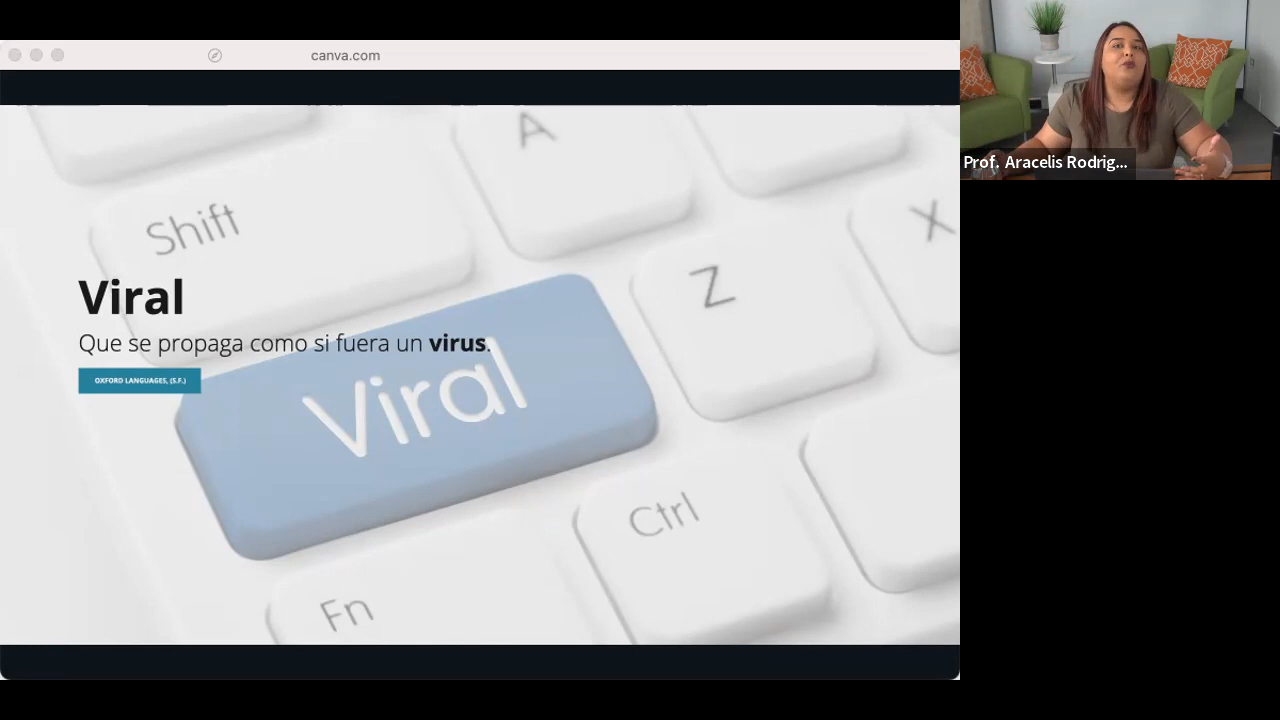 canva.com
A
Shift
X
Z
Viral
Que se propaga como si fuera un virus.
OXFORD LANGUAGES, (S.F.)
Viral
Ctrl
Fn
Prof. Aracelis Rodrig...